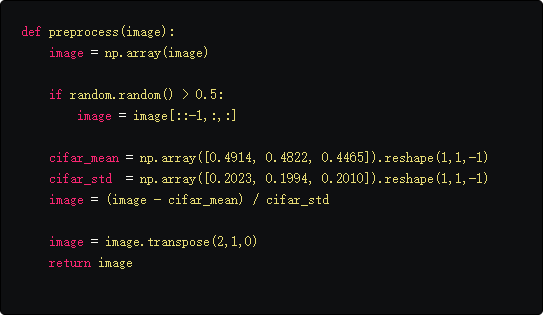 def preprocess(image):
    image = np.array(image)

    if random.random() > 0.5:
        image = image[::-1,:,:]

    cifar_mean = np.array([0.4914, 0.4822, 0.4465]).reshape(1,1,-1)
    cifar_std  = np.array([0.2023, 0.1994, 0.2010]).reshape(1,1,-1)
    image = (image - cifar_mean) / cifar_std

    image = image.transpose(2,1,0)
    return image